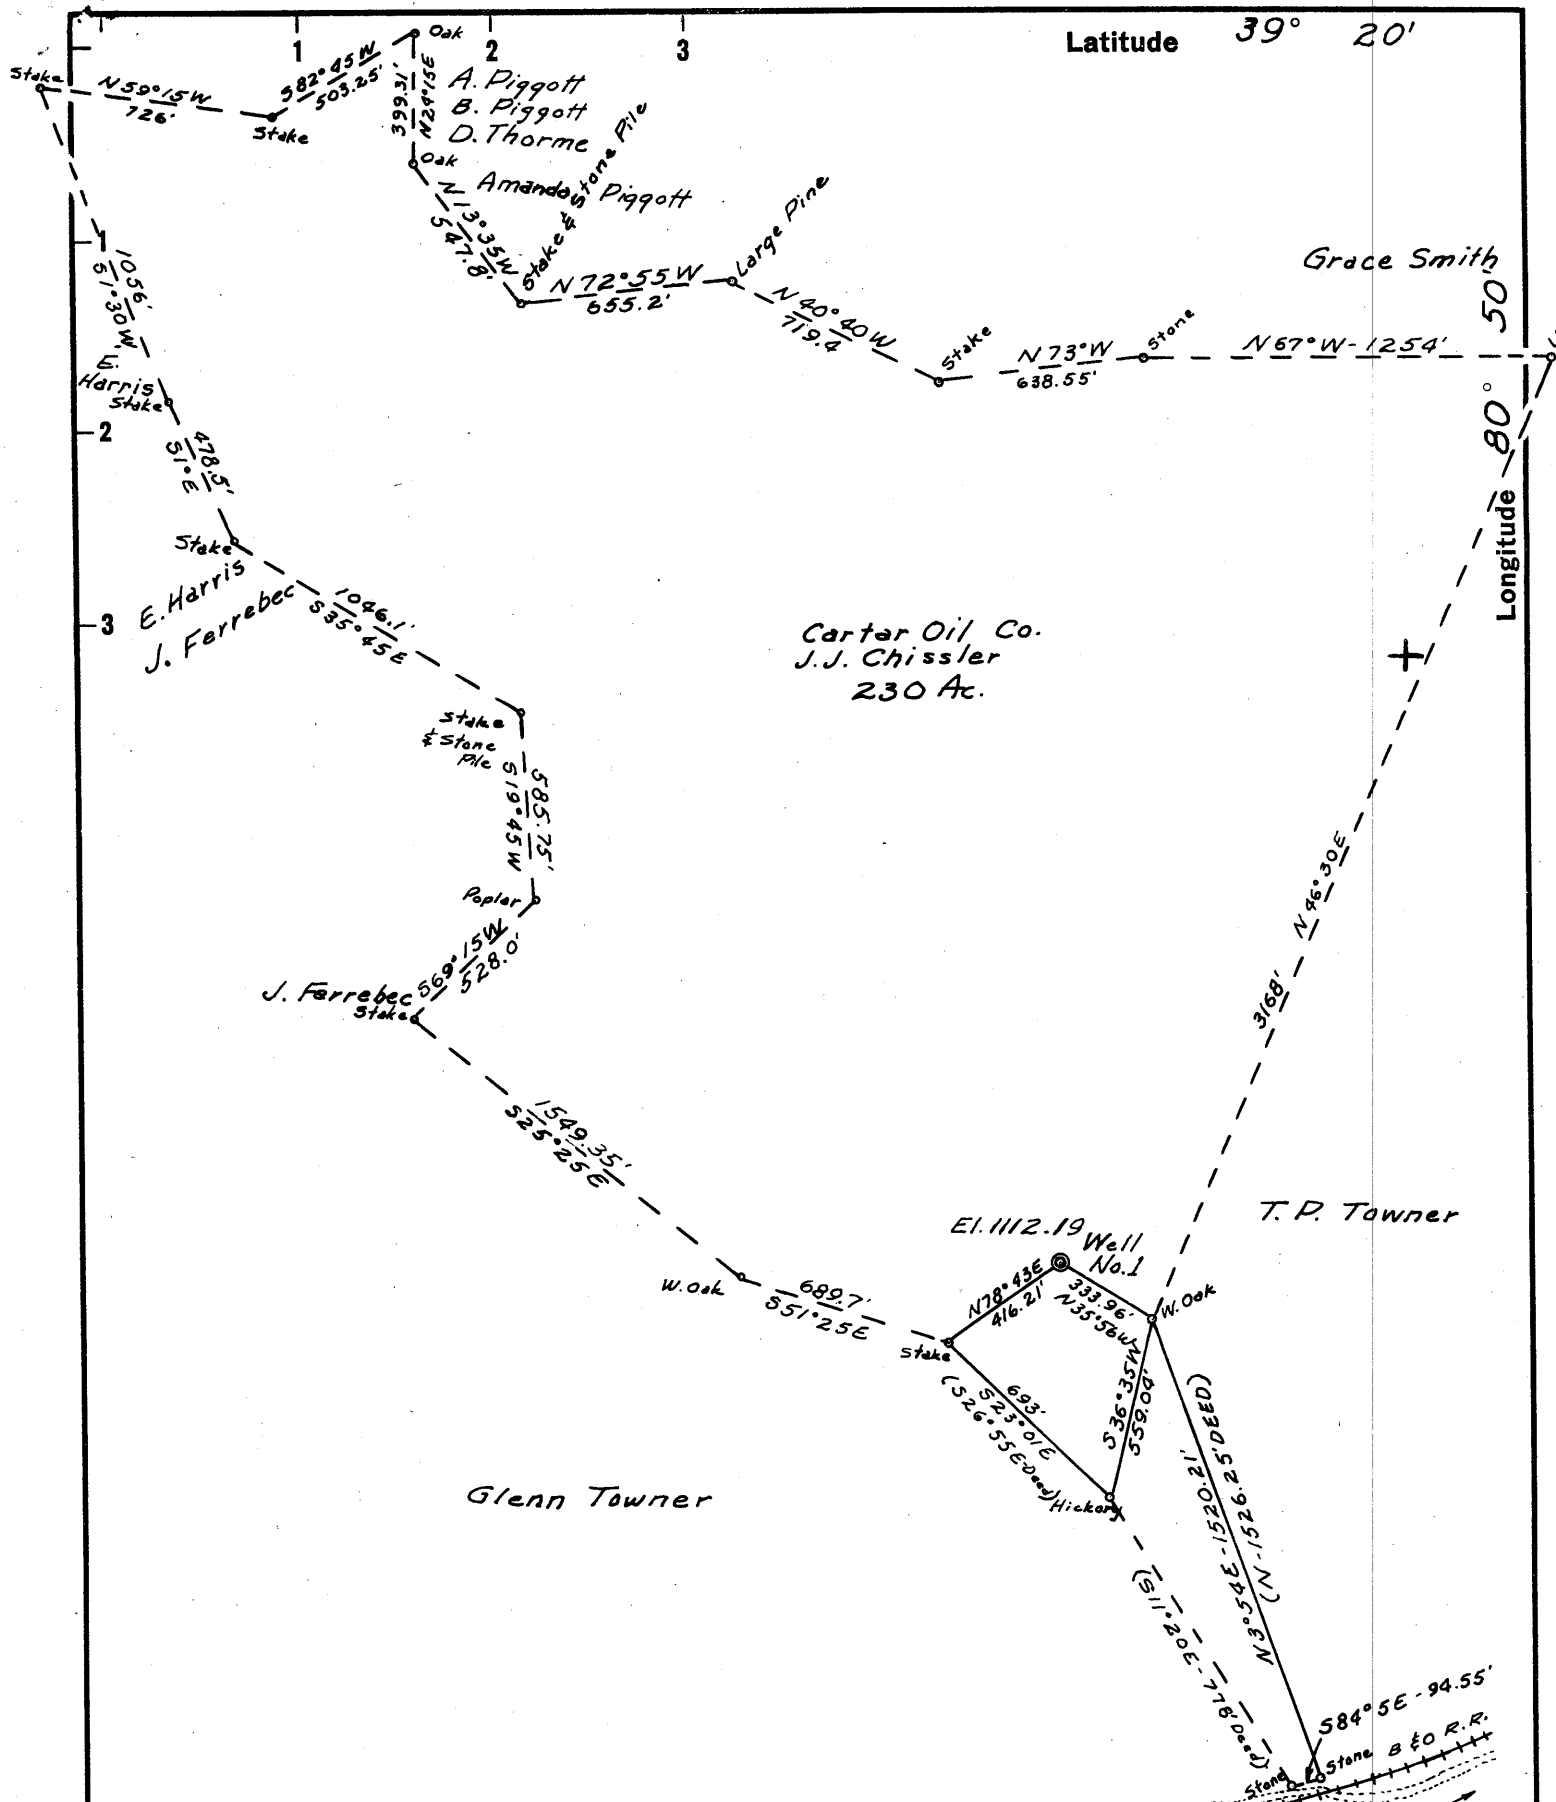 1
2
3
Latitude 39° 20'
Stake
N59°15W
726'
Stake
S82°45W
503.25'
Oak
399.31'
N24°15E
A. Piggott
B. Piggott
D. Thorme
Oak
Amanda Piggott
N13°35W
547.8'
Stake & Stone Pile
N72°55W
655.2'
Large Pine
N40°40W
719.4
Stake
N73°W
638.55'
Stone
N67°W-1254'
Grace Smith
Longitude 80° 50'
1
2
3
1056'
S1°30W
E.
Harris
Stake
478.5'
S1°E
Stake
E. Harris
J. Ferrebec
1046.1'
S35°45E
Cartar Oil Co.
J.J. Chissler
230 Ac.
Stake
& Stone
Pile
585.75'
S19°45W
Poplar
S69°15W
528.0'
J. Ferrebec
Stake
1549.35'
S25°25E
N46°30E
3168'
T.P. Towner
W. Oak
689.7'
S51°25E
El. 1112.19
Well
No.1
N78°43E
416.21'
333.96'
N35°56W
W. Oak
Stake
693'
S23°01E
(S26°55E-Deed)
S36°35W
559.04'
Hickory
(N-1526.25'DEED)
N3°54E-1520.21'
Glenn Towner
(S11°20E-778'Deed)
S84°5E-94.55'
Stone
Stone
B & O R.R.